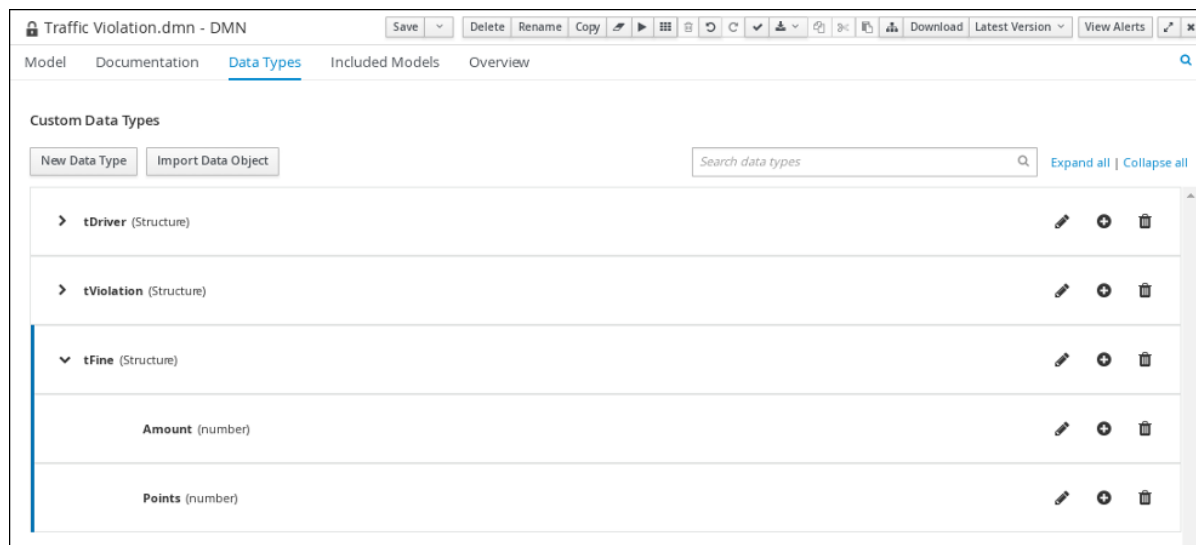 Traffic Violation.dmn - DMN Save Delete Rename Copy Download Latest Version View Alerts
Model Documentation Data Types Included Models Overview
Custom Data Types
New Data Type Import Data Object Search data types Expand all | Collapse all
tDriver (Structure)
tViolation (Structure)
tFine (Structure)
Amount (number)
Points (number)